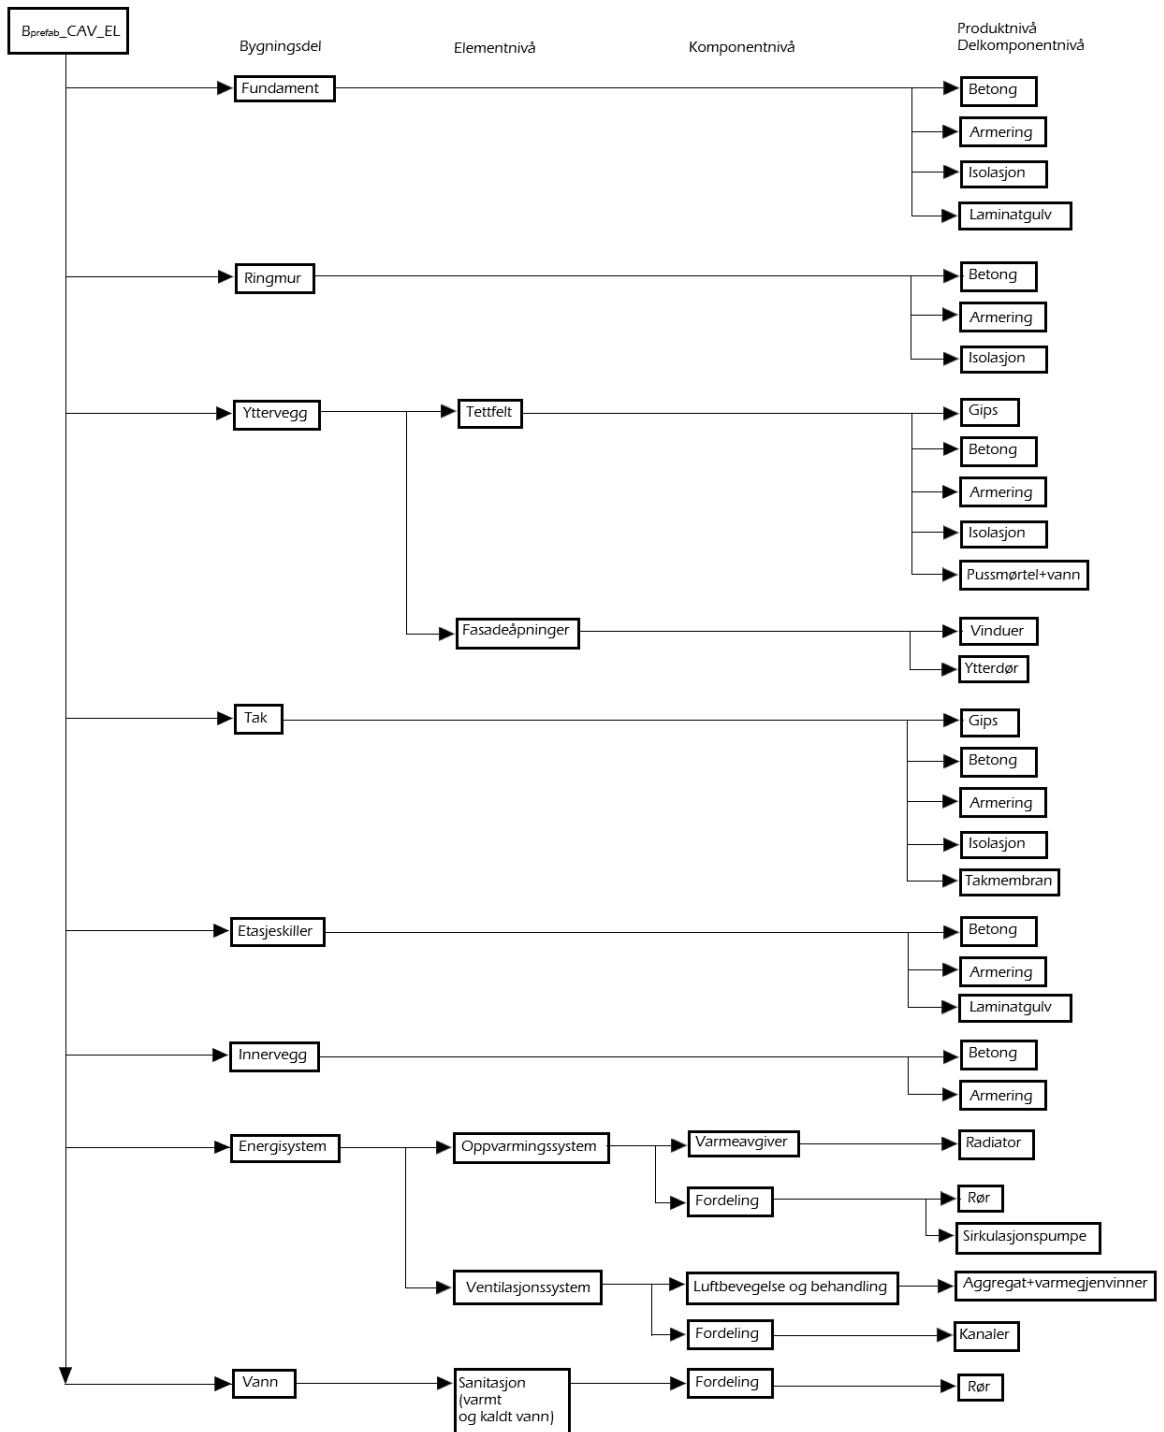 Bprefab_CAV_EL
Bygningsdel
Elementnivå
Komponentnivå
Produktnivå
Delkomponentnivå
Fundament
Betong
Armering
Isolasjon
Laminatgulv
Ringmur
Betong
Armering
Isolasjon
Yttervegg
Tettfelt
Gips
Betong
Armering
Isolasjon
Pussmørtel+vann
Fasadeåpninger
Vinduer
Ytterdør
Tak
Gips
Betong
Armering
Isolasjon
Takmembran
Etasjeskiller
Betong
Armering
Laminatgulv
Innervegg
Betong
Armering
Energisystem
Oppvarmingssystem
Varmeavgiver
Radiator
Fordeling
Rør
Sirkulasjonspumpe
Ventilasjonssystem
Luftbevegelse og behandling
Aggregat+varmegjenvinner
Fordeling
Kanaler
Vann
Sanitasjon
(varmt
og kaldt vann)
Fordeling
Rør